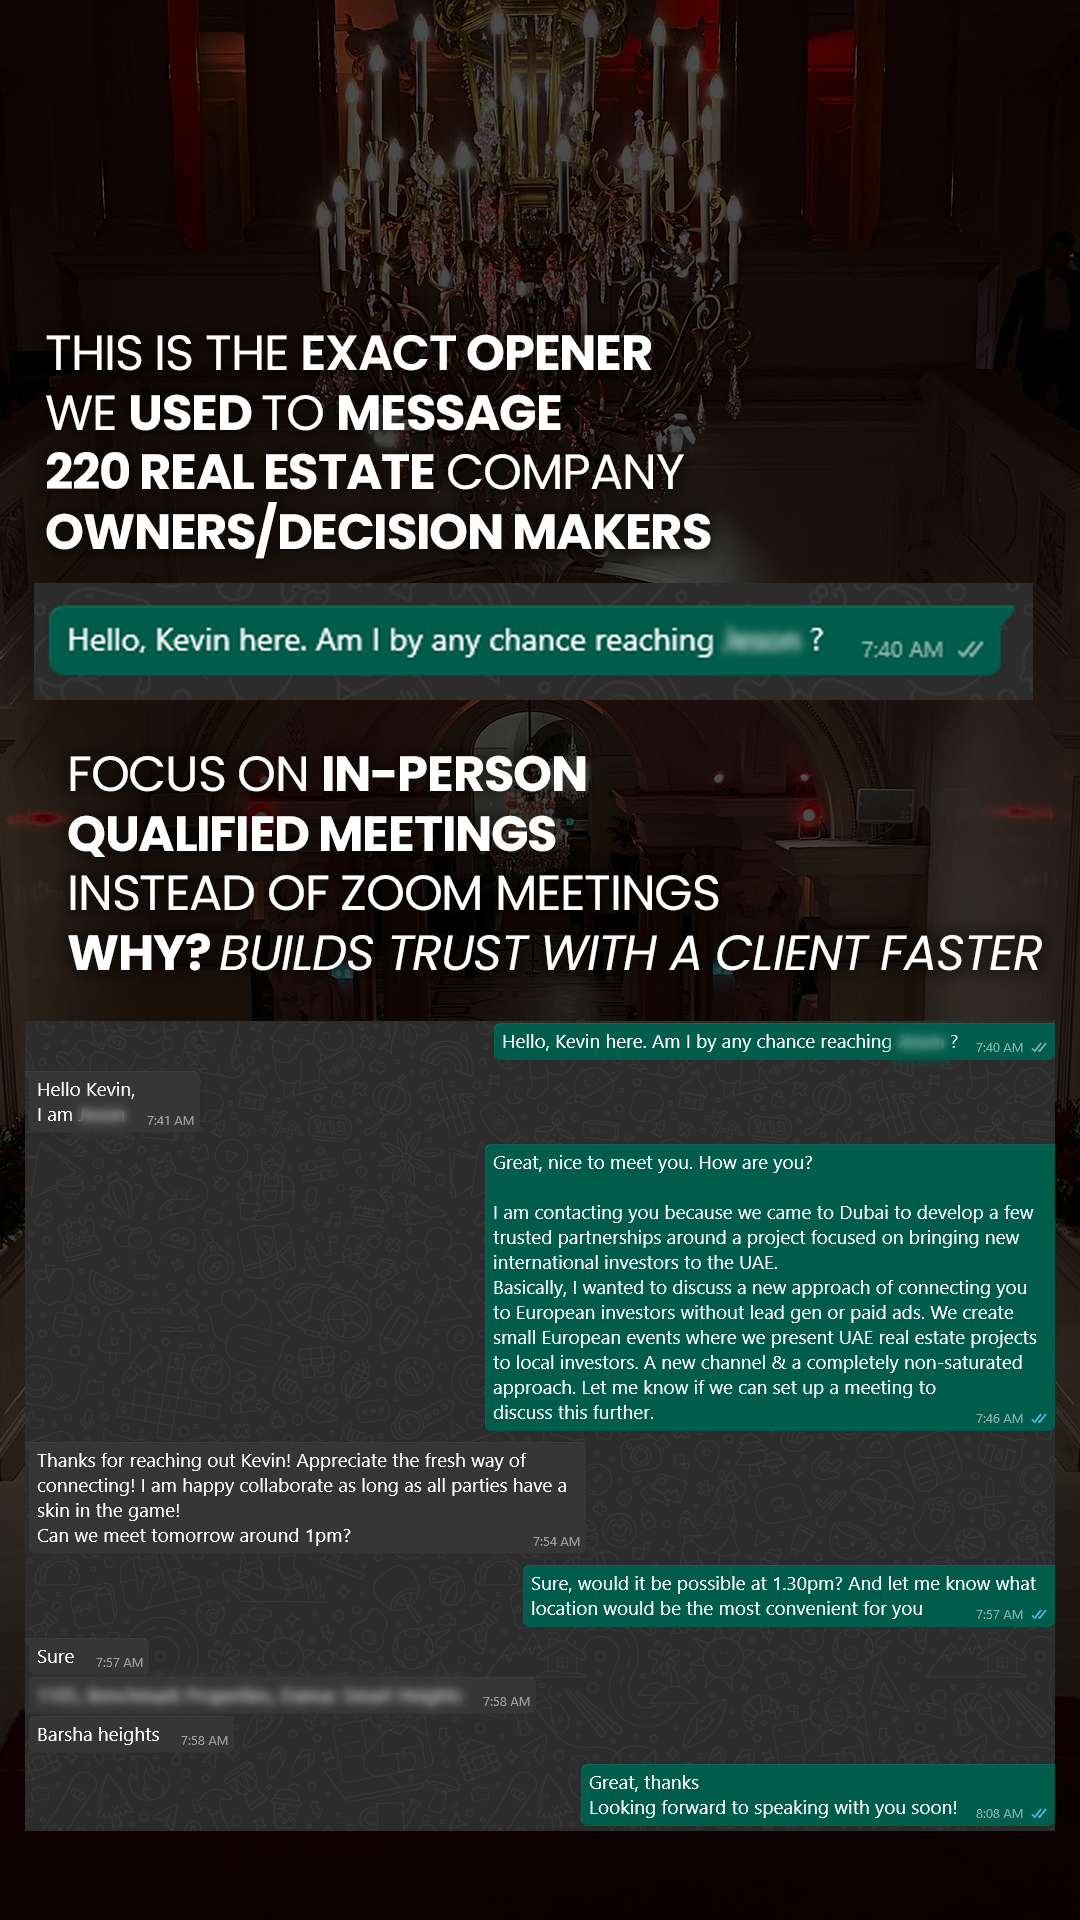 THIS IS THE EXACT OPENER
WE USED TO MESSAGE
220 REAL ESTATE COMPANY
OWNERS/DECISION MAKERS
Hello, Kevin here. Am I by any chance reaching ?
7:40 AM
FOCUS ON IN-PERSON
QUALIFIED MEETINGS
INSTEAD OF ZOOM MEETINGS
WHY? BUILDS TRUST WITH A CLIENT FASTER
Hello, Kevin here. Am I by any chance reaching ?
7:40 AM
Hello Kevin,
I am
7:41 AM
Great, nice to meet you. How are you?
I am contacting you because we came to Dubai to develop a few
trusted partnerships around a project focused on bringing new
international investors to the UAE.
Basically, I wanted to discuss a new approach of connecting you
to European investors without lead gen or paid ads. We create
small European events where we present UAE real estate projects
to local investors. A new channel & a completely non-saturated
approach. Let me know if we can set up a meeting to
discuss this further.
7:46 AM
Thanks for reaching out Kevin! Appreciate the fresh way of
connecting! I am happy collaborate as long as all parties have a
skin in the game!
Can we meet tomorrow around 1pm?
7:54 AM
Sure, would it be possible at 1.30pm? And let me know what
location would be the most convenient for you
7:57 AM
Sure
7:57 AM
7:58 AM
Barsha heights
7:58 AM
Great, thanks
Looking forward to speaking with you soon!
8:08 AM